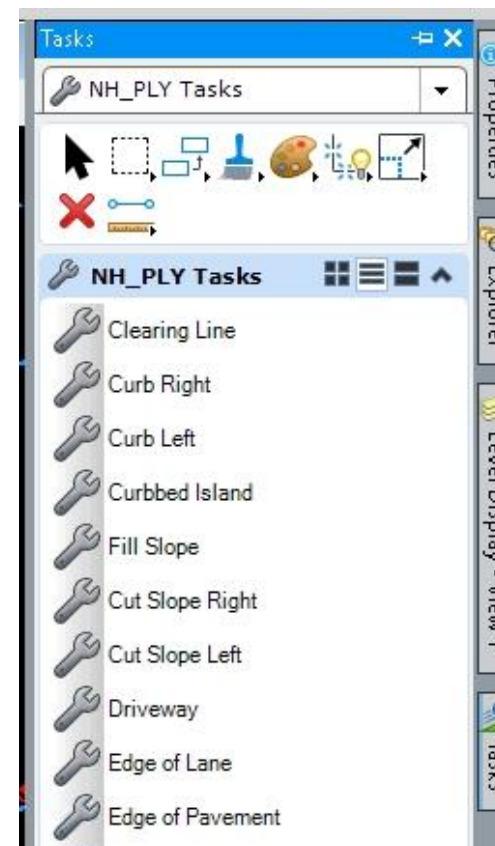 Tasks
NH_PLY Tasks
NH_PLY Tasks
Clearing Line
Curb Right
Curb Left
Curbbed Island
Fill Slope
Cut Slope Right
Cut Slope Left
Driveway
Edge of Lane
Edge of Pavement
Properties
Explorer
Level Display - View 1
Tasks